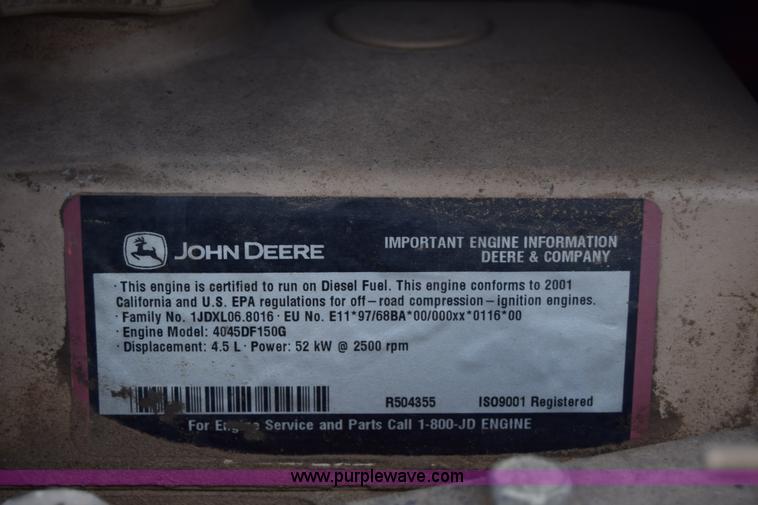 JOHN DEERE
IMPORTANT ENGINE INFORMATION
DEERE & COMPANY
· This engine is certified to run on Diesel Fuel. This engine conforms to 2001
California and U.S. EPA regulations for off–road compression–ignition engines.
· Family No. 1JDXL06.8016 · EU No. E11*97/68BA*00/000xx*0116*00
· Engine Model: 4045DF150G
· Displacement: 4.5 L · Power: 52 kW @ 2500 rpm
R504355 ISO9001 Registered
For Engine Service and Parts Call 1-800-JD ENGINE
www.purplewave.com